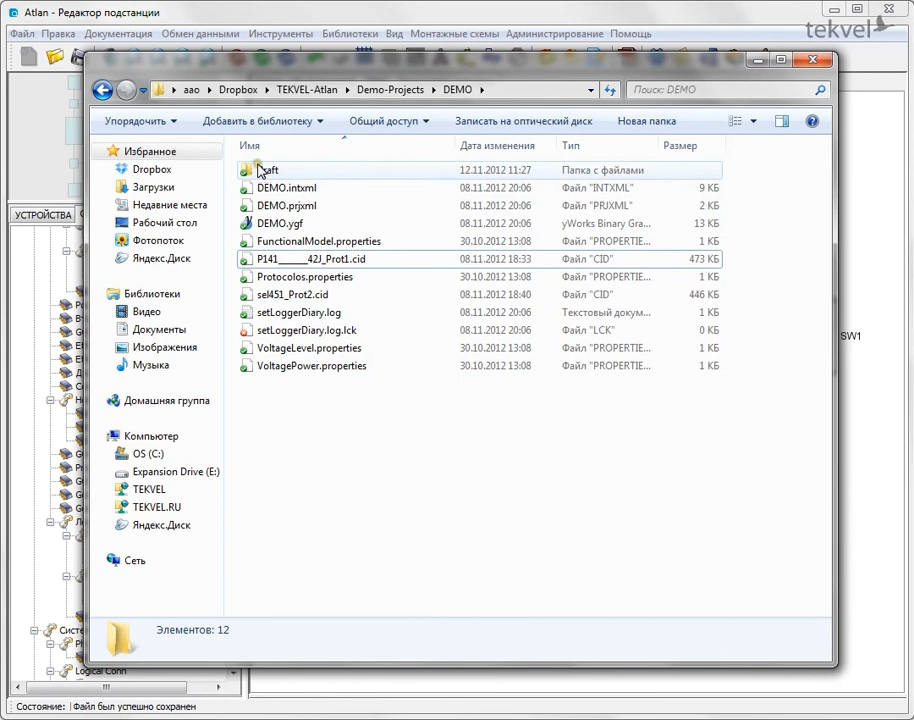 Atlan - Редактор подстанции
Файл Правка Документация Обмен данными Инструменты Библиотеки Вид Монтажные схемы Администрирование Помощь
tekvel
aao Dropbox TEKVEL-Atlan Demo-Projects DEMO
Поиск: DEMO
Упорядочить Добавить в библиотеку Общий доступ Записать на оптический диск Новая папка
Имя Дата изменения Тип Размер
Избранное
Dropbox
Загрузки
Недавние места
Рабочий стол
Фотопоток
Яндекс.Диск
Библиотеки
Видео
Документы
Изображения
Музыка
Домашняя группа
Компьютер
OS (C:)
Expansion Drive (E:)
TEKVEL
TEKVEL.RU
Яндекс.Диск
Сеть
12.11.2012 11:27 Папка с файлами
DEMO.intxml 08.11.2012 20:06 Файл "INTXML" 9 КБ
DEMO.prjxml 08.11.2012 20:06 Файл "PRJXML" 2 КБ
DEMO.ygf 08.11.2012 20:06 yWorks Binary Gra... 13 КБ
FunctionalModel.properties 30.10.2012 13:08 Файл "PROPERTIE... 1 КБ
P141______42J_Prot1.cid 08.11.2012 18:33 Файл "CID" 473 КБ
Protocolos.properties 30.10.2012 13:08 Файл "PROPERTIE... 1 КБ
sel451_Prot2.cid 08.11.2012 18:40 Файл "CID" 446 КБ
setLoggerDiary.log 08.11.2012 20:06 Текстовый докум... 1 КБ
setLoggerDiary.log.lck 08.11.2012 20:06 Файл "LCK" 0 КБ
VoltageLevel.properties 30.10.2012 13:08 Файл "PROPERTIE... 1 КБ
VoltagePower.properties 30.10.2012 13:08 Файл "PROPERTIE... 1 КБ
Элементов: 12
УСТРОЙСТВА
SW1
Logical Conn
Состояние: Файл был успешно сохранен